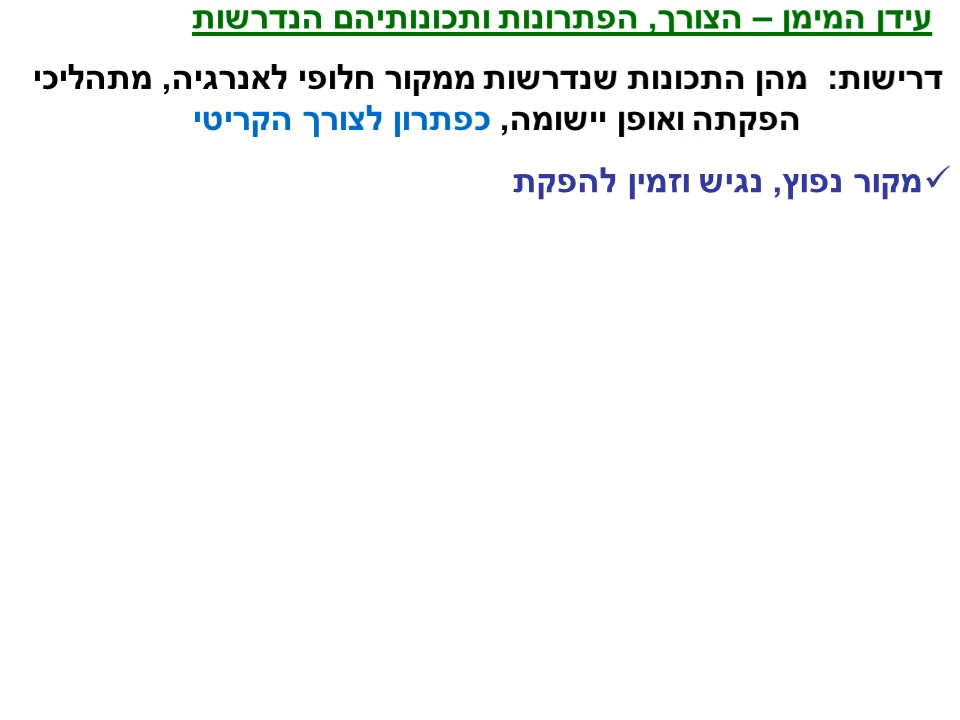 עידן המימן – הצורך, הפתרונות ותכונותיהם הנדרשות
דרישות:  מהן התכונות שנדרשות ממקור חלופי לאנרגיה, מתהליכי
הפקתה ואופן יישומה, כפתרון לצורך הקריטי
✓מקור נפוץ, נגיש וזמין להפקת